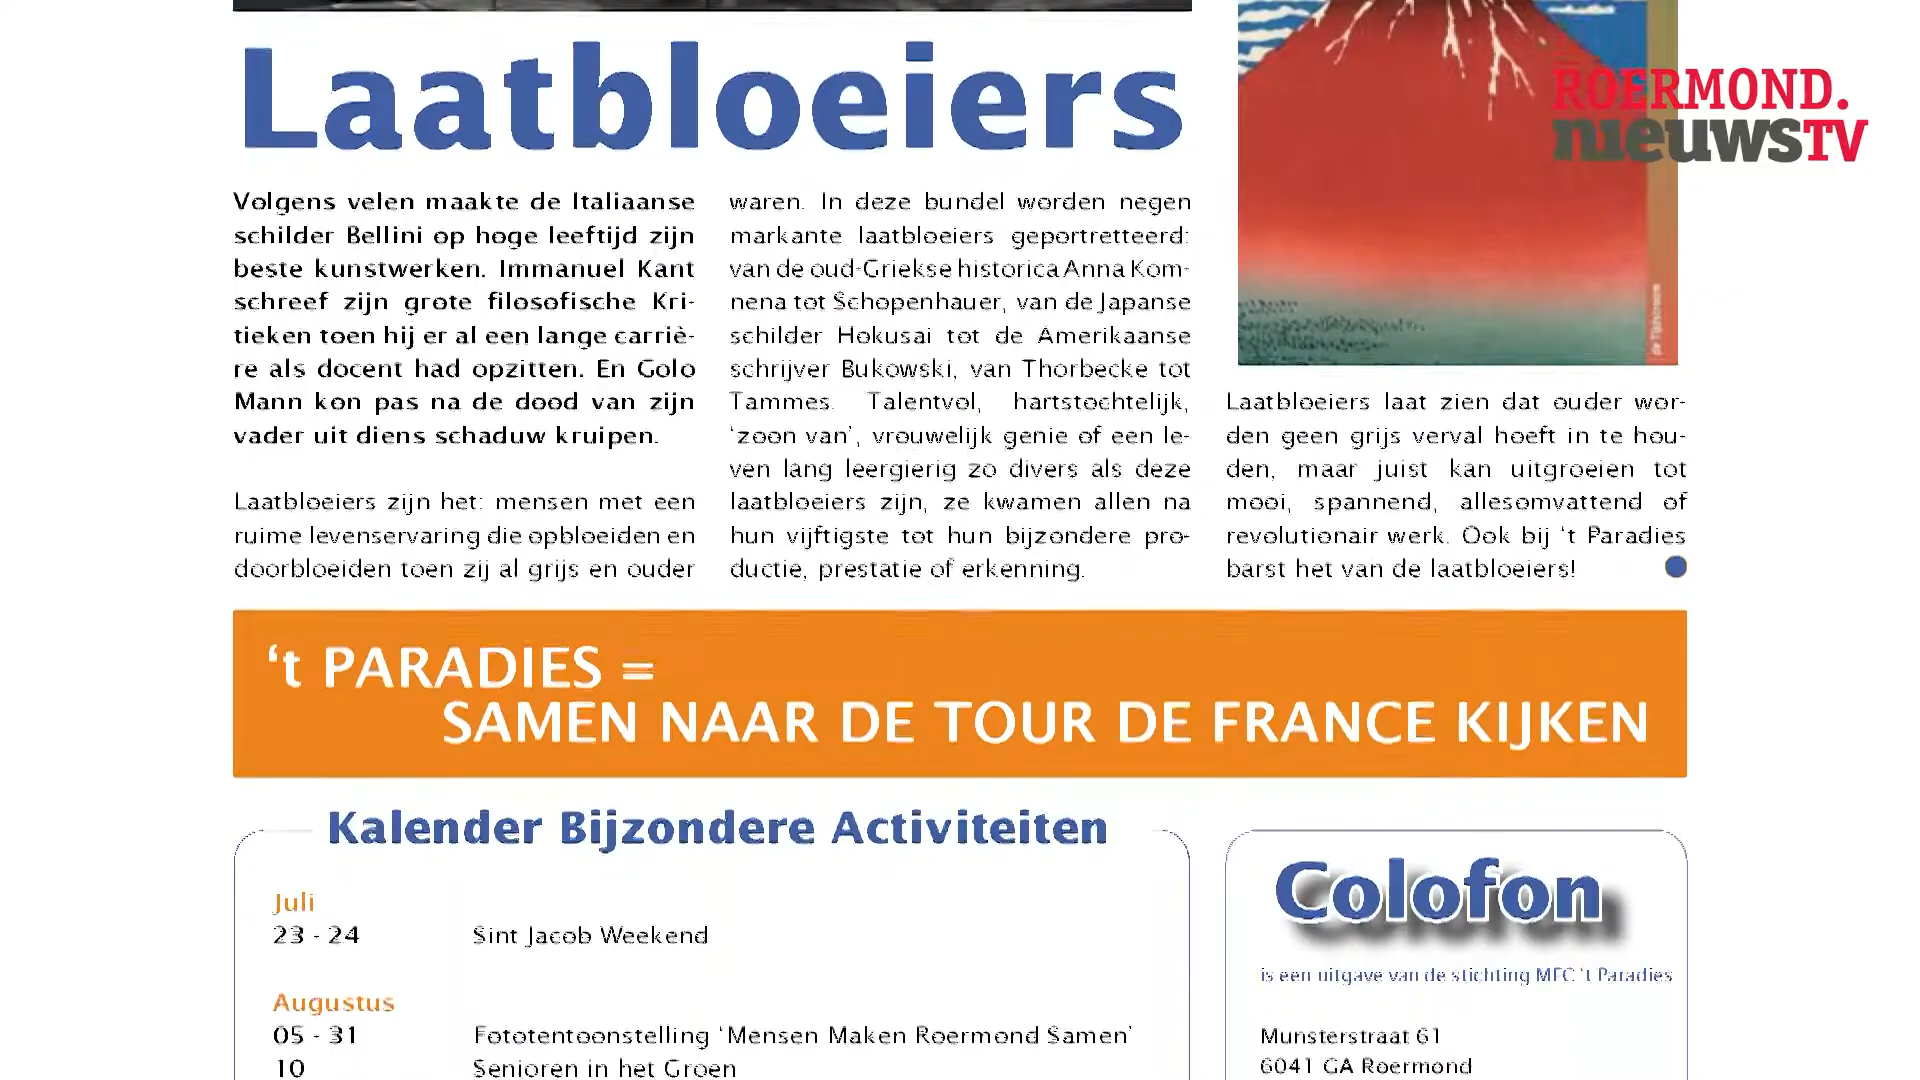 Laatbloeiers
ROERMOND.
nieuwsTV
Volgens velen maakte de Italiaanse
schilder Bellini op hoge leeftijd zijn
beste kunstwerken. Immanuel Kant
schreef zijn grote filosofische Kri-
tieken toen hij er al een lange carriè-
re als docent had opzitten. En Golo
Mann kon pas na de dood van zijn
vader uit diens schaduw kruipen.
Laatbloeiers zijn het: mensen met een
ruime levenservaring die opbloeiden en
doorbloeiden toen zij al grijs en ouder
waren. In deze bundel worden negen
markante laatbloeiers geportretteerd:
van de oud-Griekse historica Anna Kom-
nena tot Schopenhauer, van de Japanse
schilder Hokusai tot de Amerikaanse
schrijver Bukowski, van Thorbecke tot
Tammes. Talentvol, hartstochtelijk,
‘zoon van’, vrouwelijk genie of een le-
ven lang leergierig zo divers als deze
laatbloeiers zijn, ze kwamen allen na
hun vijftigste tot hun bijzondere pro-
ductie, prestatie of erkenning.
de Tijdstroom
Laatbloeiers laat zien dat ouder wor-
den geen grijs verval hoeft in te hou-
den, maar juist kan uitgroeien tot
mooi, spannend, allesomvattend of
revolutionair werk. Ook bij ‘t Paradies
barst het van de laatbloeiers!
‘t PARADIES =
SAMEN NAAR DE TOUR DE FRANCE KIJKEN
Kalender Bijzondere Activiteiten
Juli
23 - 24 Sint Jacob Weekend
Augustus
05 - 31 Fototentoonstelling ‘Mensen Maken Roermond Samen’
10 Senioren in het Groen
Colofon
is een uitgave van de stichting MFC ‘t Paradies
Munsterstraat 61
6041 GA Roermond